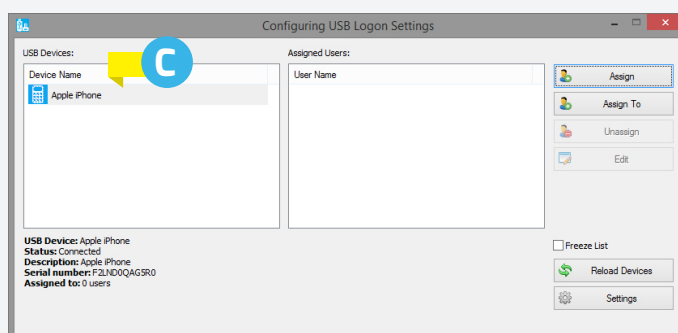 Configuring USB Logon Settings
USB Devices:
Assigned Users:
C
Device Name
User Name
Apple iPhone
Assign
Assign To
Unassign
Edit
USB Device: Apple iPhone
Status: Connected
Description: Apple iPhone
Serial number: F2LND0QAG5R0
Assigned to: 0 users
Freeze List
Reload Devices
Settings